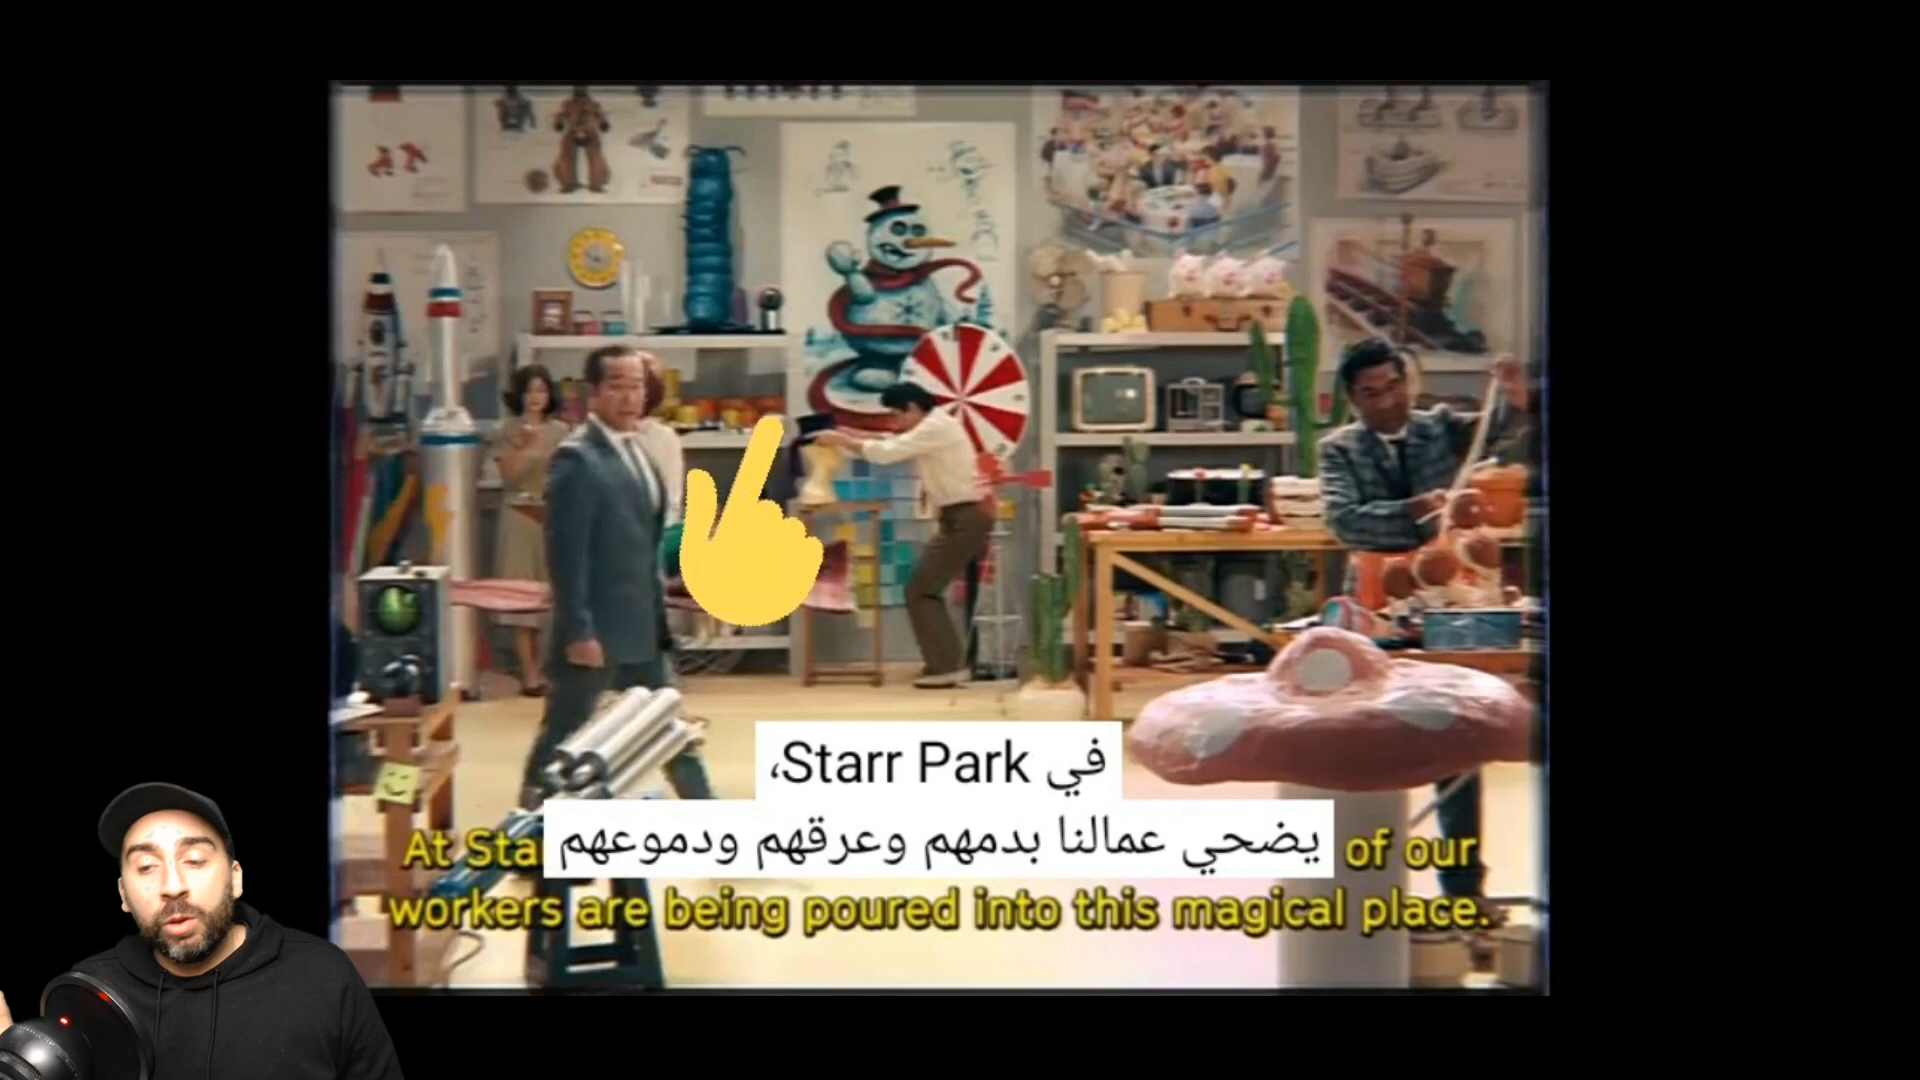 في Starr Park،
يضحي عمالنا بدمهم وعرقهم ودموعهم
At Sta of our
workers are being poured into this magical place.